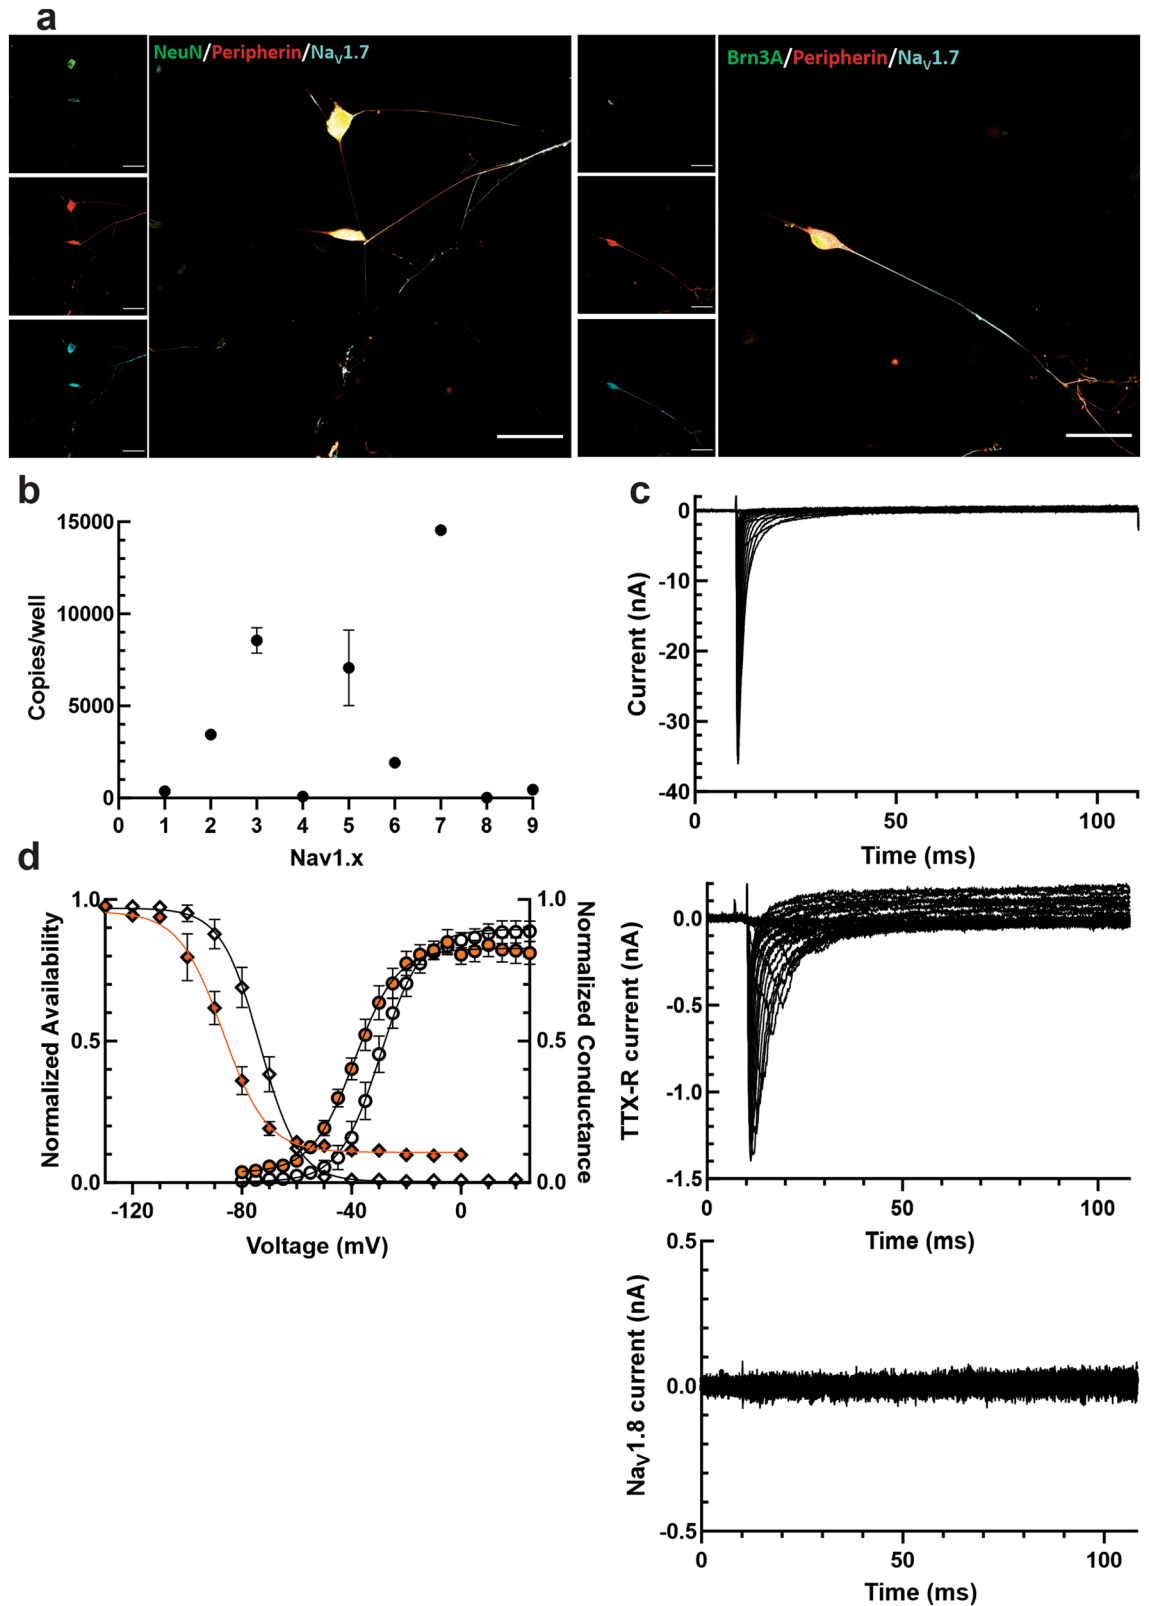 a
NeuN/Peripherin/NaV1.7
Brn3A/Peripherin/NaV1.7
b
15000
10000
5000
0
Copies/well
0 1 2 3 4 5 6 7 8 9
Nav1.x
c
0
-10
-20
-30
-40
Current (nA)
0 50 100
Time (ms)
d
1.0
0.5
0.0
Normalized Availability
1.0
0.5
0.0
Normalized Conductance
-120 -80 -40 0
Voltage (mV)
0.0
-0.5
-1.0
-1.5
TTX-R current (nA)
0 50 100
Time (ms)
0.5
0.0
-0.5
NaV1.8 current (nA)
0 50 100
Time (ms)